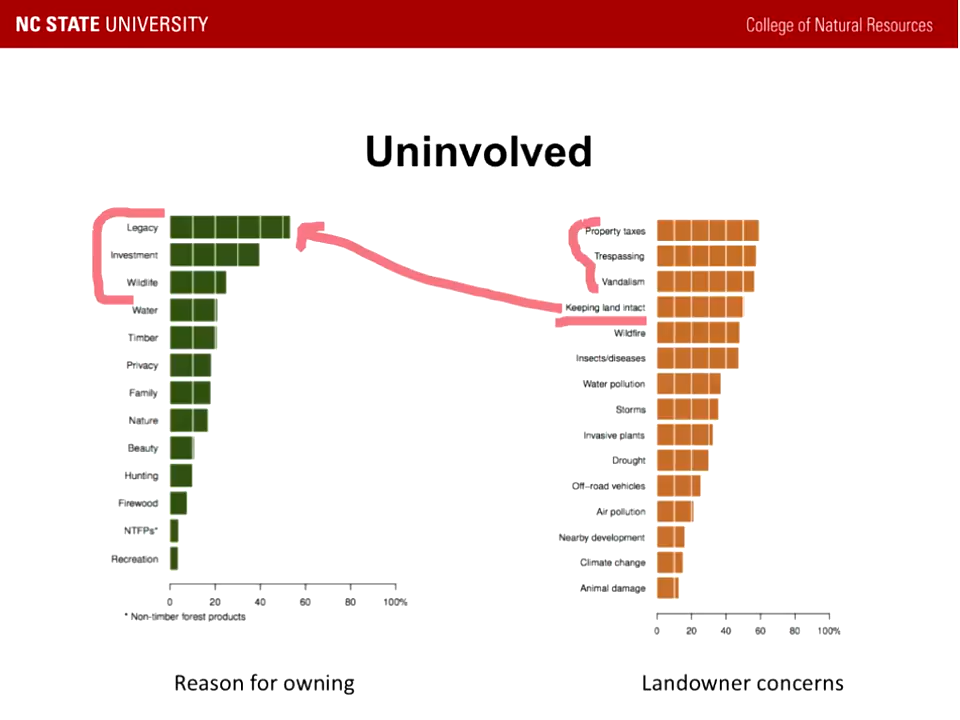 NC STATE UNIVERSITY
College of Natural Resources
Uninvolved
Legacy
Investment
Wildlife
Water
Timber
Privacy
Family
Nature
Beauty
Hunting
Firewood
NTFPs*
Recreation
0 20 40 60 80 100%
* Non-timber forest products
Reason for owning
Property taxes
Trespassing
Vandalism
Keeping land intact
Wildfire
Insects/diseases
Water pollution
Storms
Invasive plants
Drought
Off-road vehicles
Air pollution
Nearby development
Climate change
Animal damage
0 20 40 60 80 100%
Landowner concerns